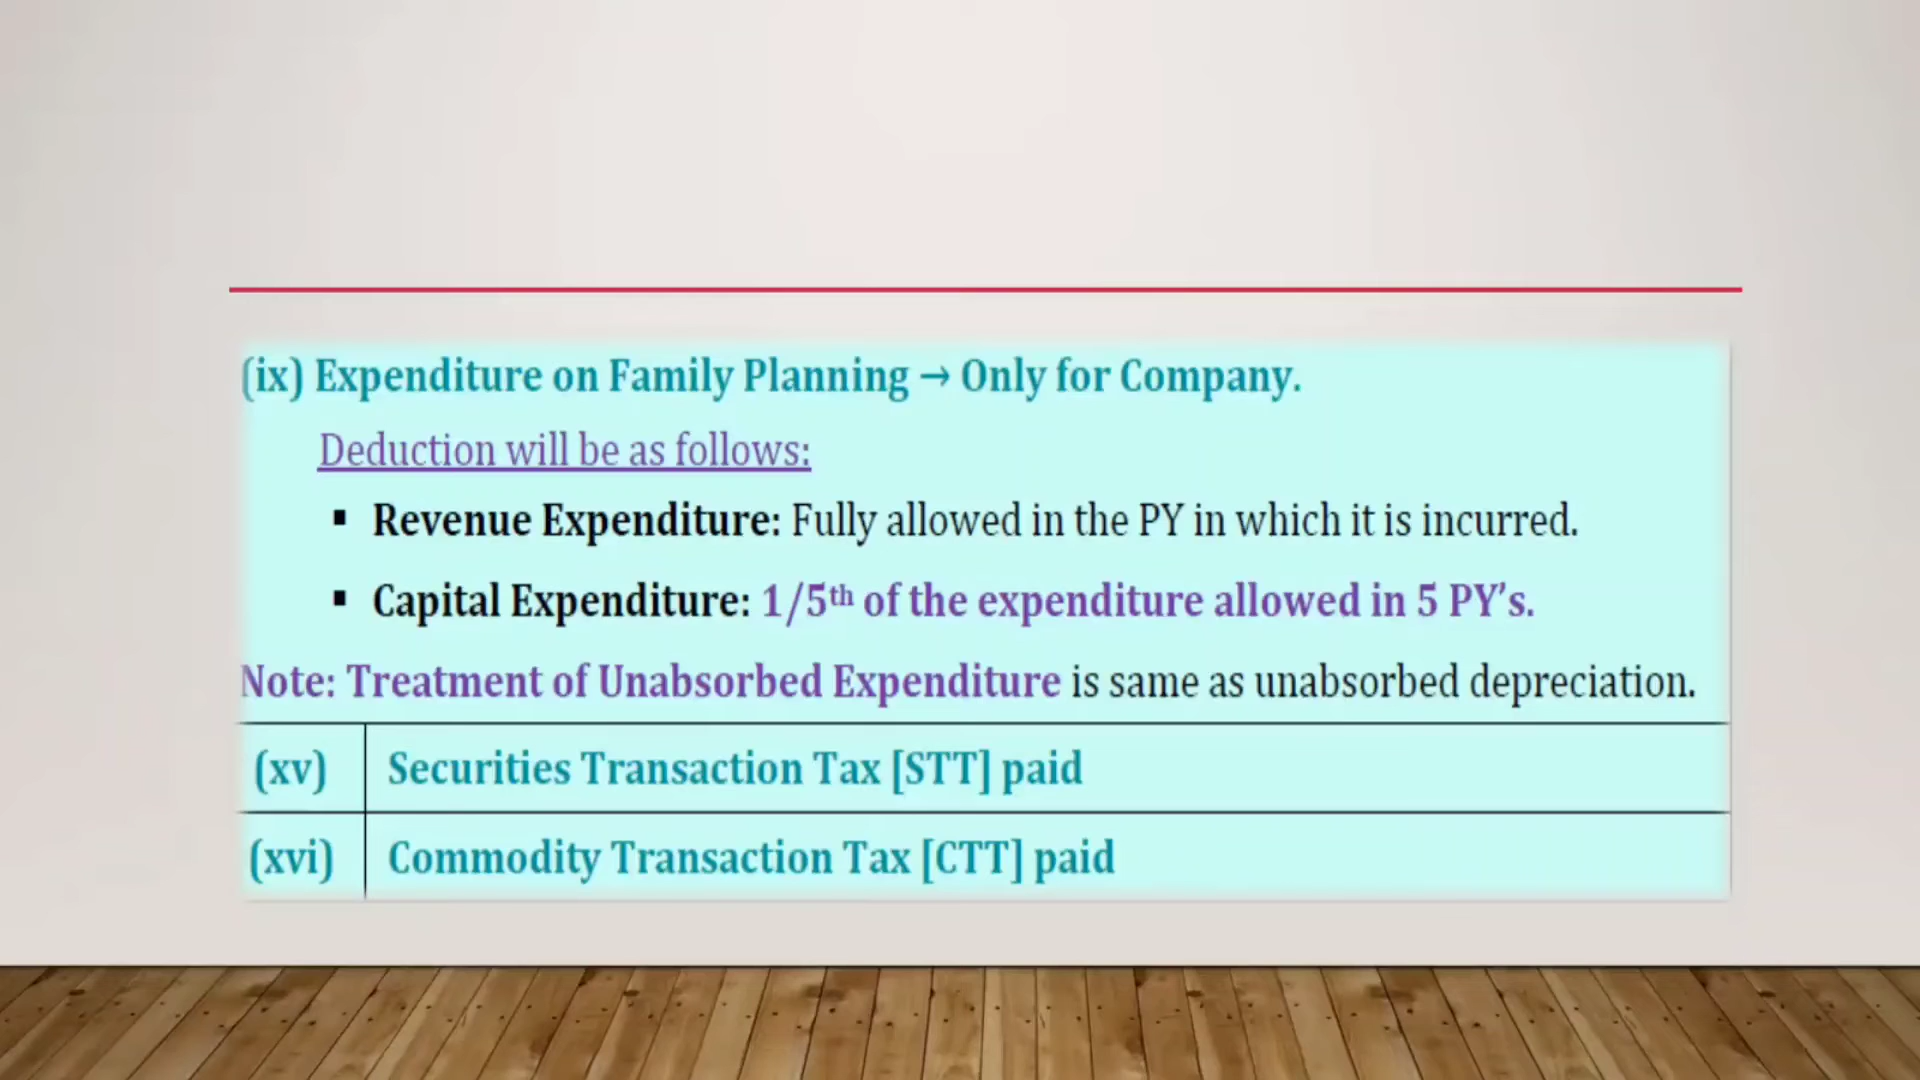 (ix) Expenditure on Family Planning → Only for Company.
Deduction will be as follows:
▪ Revenue Expenditure: Fully allowed in the PY in which it is incurred.
▪ Capital Expenditure: 1/5th of the expenditure allowed in 5 PY’s.
Note: Treatment of Unabsorbed Expenditure is same as unabsorbed depreciation.
(xv) Securities Transaction Tax [STT] paid
(xvi) Commodity Transaction Tax [CTT] paid